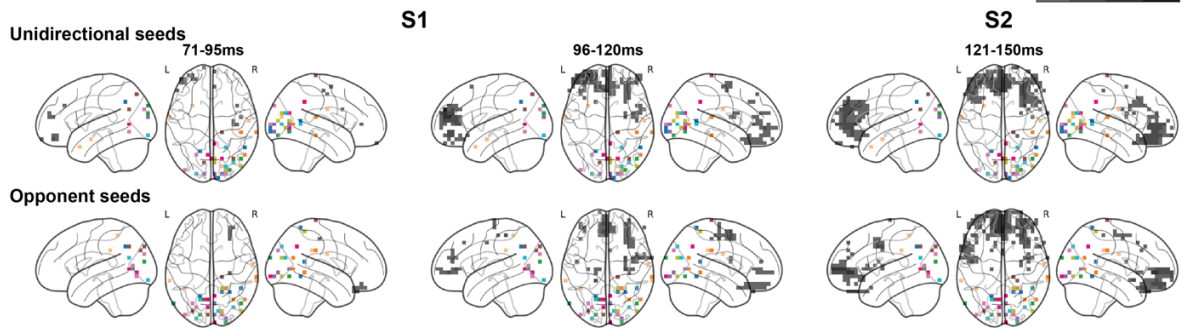 S1 S2
Unidirectional seeds
71-95ms 96-120ms 121-150ms
L R L R L R
Opponent seeds
L R L R L R